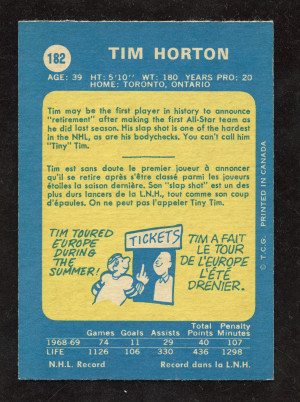 182
TIM HORTON
AGE: 39 HT: 5'10" WT: 180 YEARS PRO: 20
HOME: TORONTO, ONTARIO
Tim may be the first player in history to announce
"retirement" after making the first All-Star team as
he did last season. His slap shot is one of the hardest
in the NHL, as are his bodychecks. You can't call him
"Tiny" Tim.
Tim est sans doute le premier joueur à annoncer
qu'il se retire après s'être classé parmi les joueurs
étoiles la saison dernière. Son "slap shot" est un des
plus durs lancers de la L.N.H., tout comme son coup
d'épaules. On ne peut pas l'appeler Tiny Tim.
TIM TOURED
EUROPE
DURING
THE
SUMMER!
TICKETS
TIM A FAIT
LE TOUR
DE L'EUROPE
L'ÉTÉ
DRENIER.
© T.C.G. PRINTED IN CANADA
Games Goals Assists Total Points Penalty Minutes
1968-69 74 11 29 40 107
LIFE 1126 106 330 436 1298
N.H.L. Record Record dans la L.N.H.